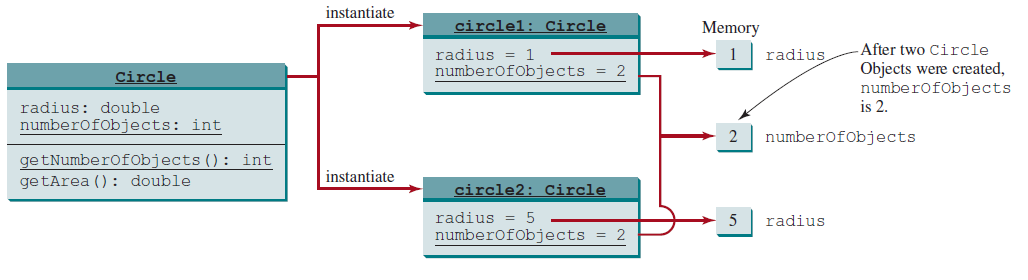 Circle
radius: double
numberOfObjects: int
getNumberOfObjects(): int
getArea(): double
instantiate
instantiate
circle1: Circle
radius = 1
numberOfObjects = 2
circle2: Circle
radius = 5
numberOfObjects = 2
Memory
1 radius
2 numberOfObjects
5 radius
After two Circle
Objects were created,
numberOfObjects
is 2.